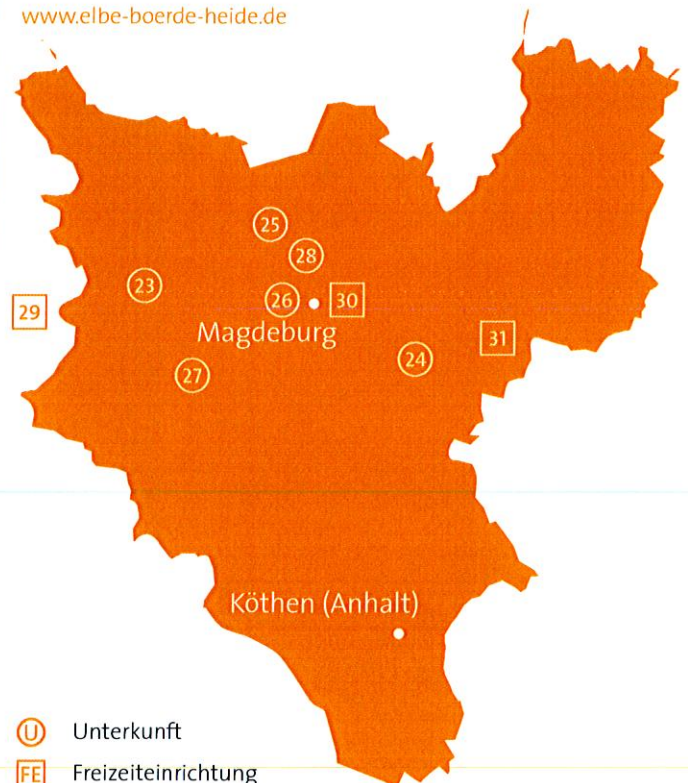 www.elbe-boerde-heide.de
25
28
23
26
30
29
Magdeburg
31
24
27
Köthen (Anhalt)
U Unterkunft
FE Freizeiteinrichtung